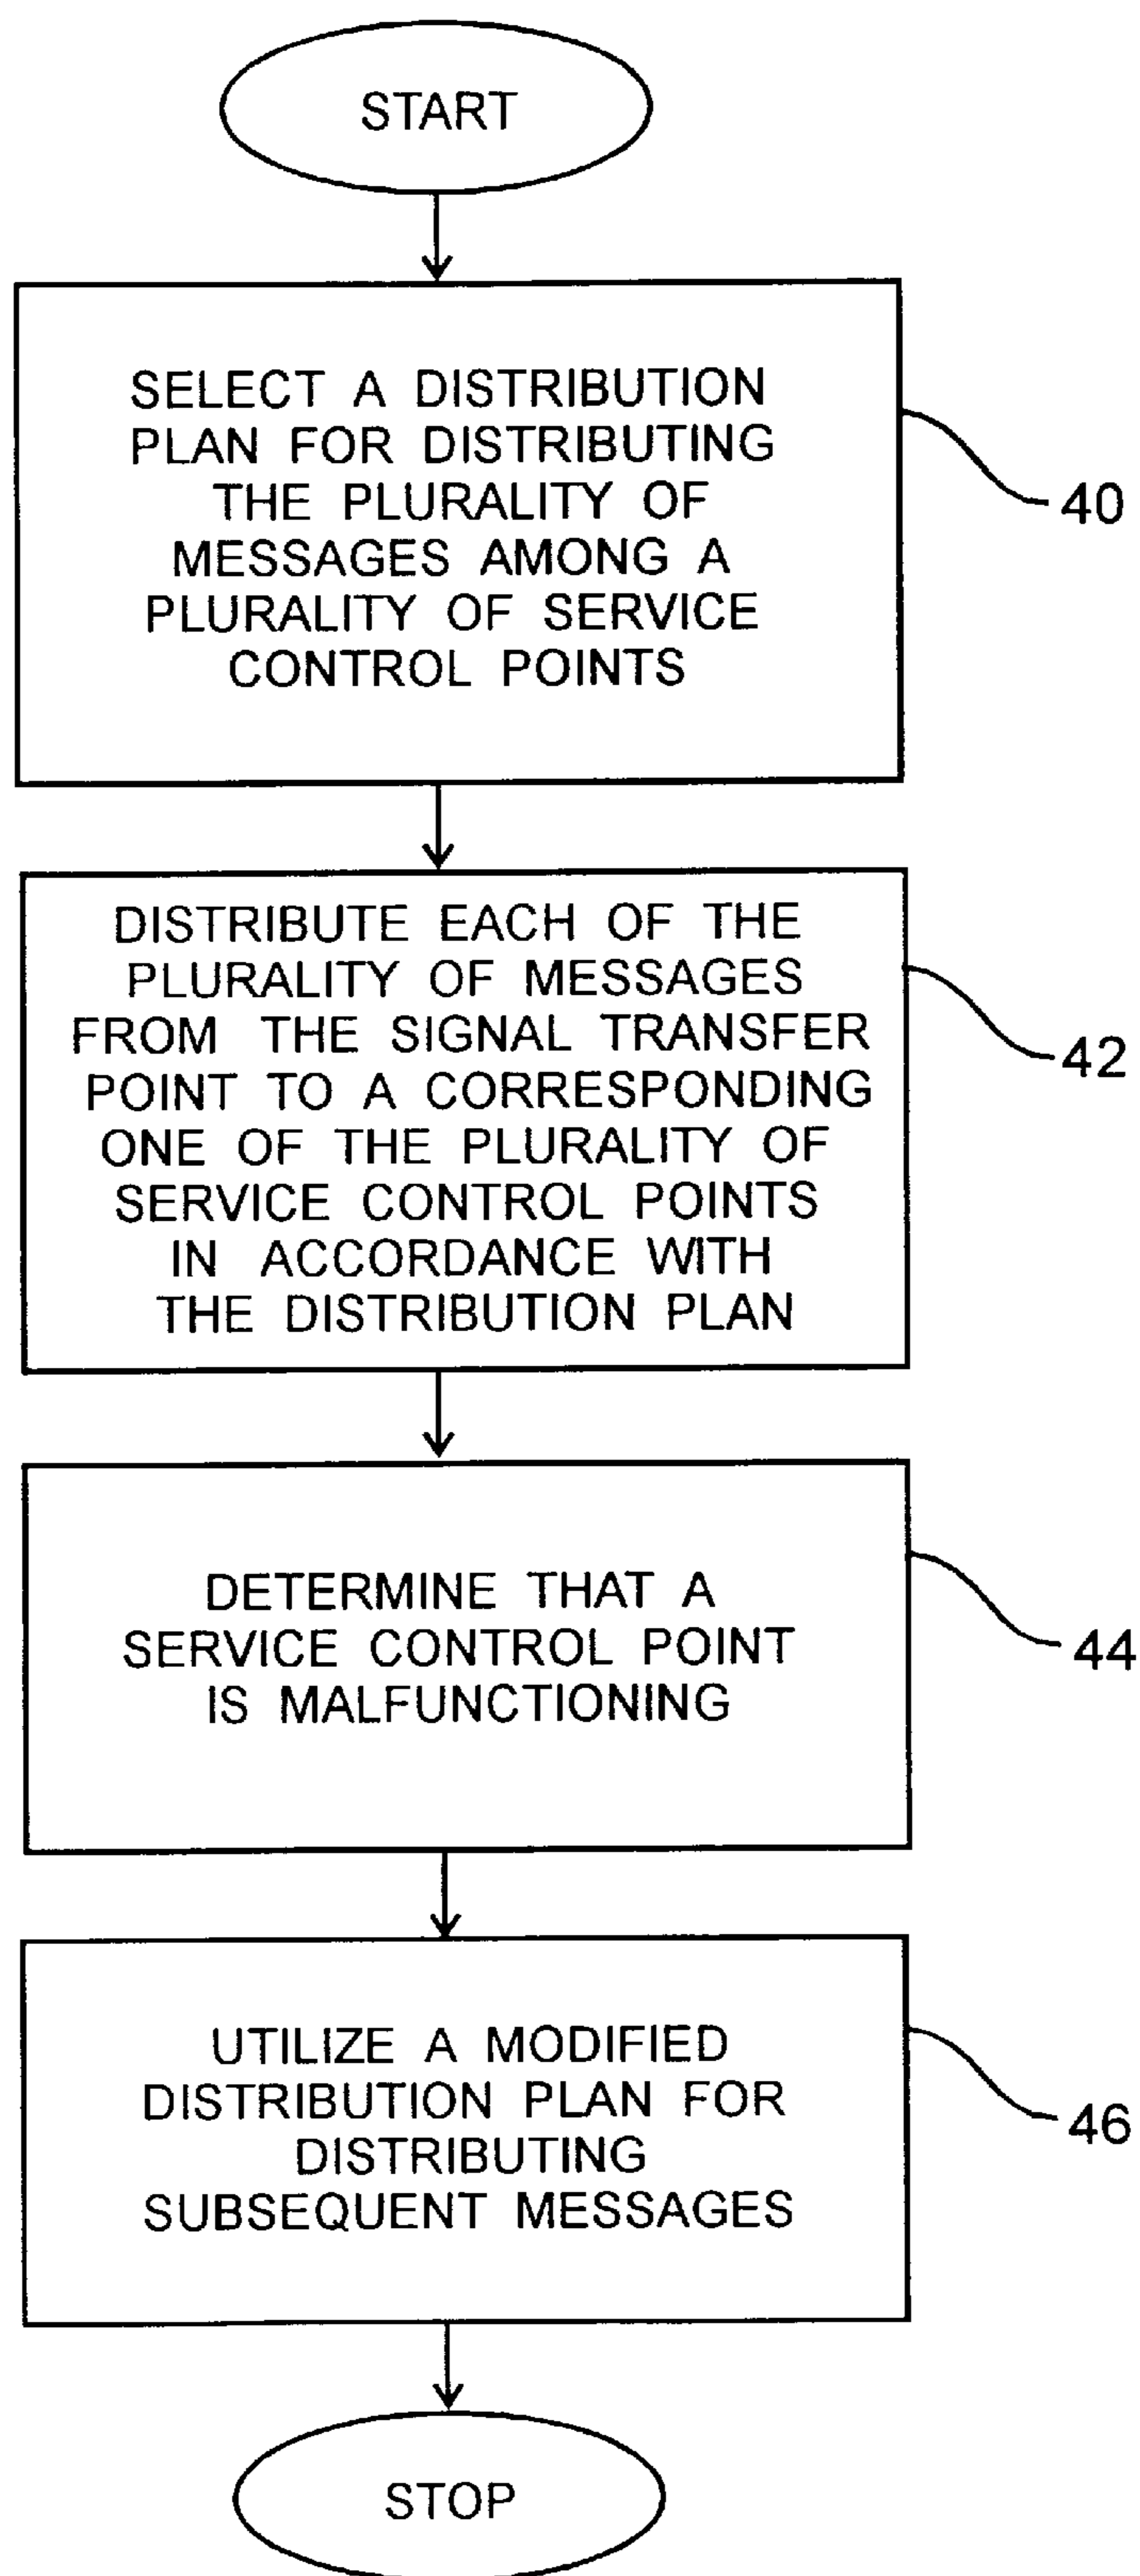 START
SELECT A DISTRIBUTION
PLAN FOR DISTRIBUTING
THE PLURALITY OF
MESSAGES AMONG A
PLURALITY OF SERVICE
CONTROL POINTS
40
DISTRIBUTE EACH OF THE
PLURALITY OF MESSAGES
FROM THE SIGNAL TRANSFER
POINT TO A CORRESPONDING
ONE OF THE PLURALITY OF
SERVICE CONTROL POINTS
IN ACCORDANCE WITH
THE DISTRIBUTION PLAN
42
DETERMINE THAT A
SERVICE CONTROL POINT
IS MALFUNCTIONING
44
UTILIZE A MODIFIED
DISTRIBUTION PLAN FOR
DISTRIBUTING
SUBSEQUENT MESSAGES
46
STOP